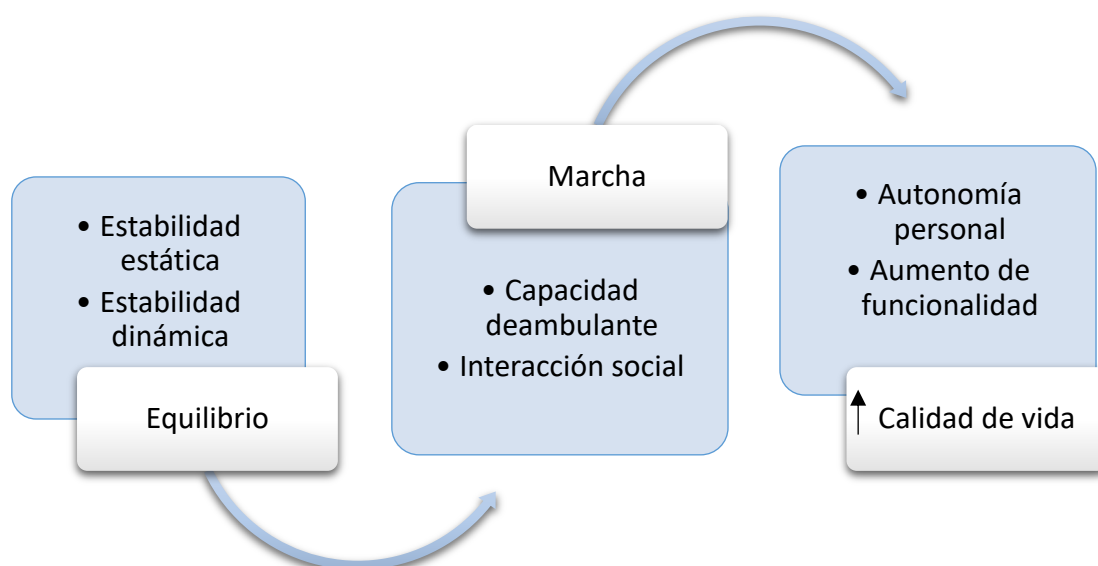 • Estabilidad
estática
• Estabilidad
dinámica
Equilibrio
Marcha
• Capacidad
deambulante
• Interacción social
• Autonomía
personal
• Aumento de
funcionalidad
Calidad de vida